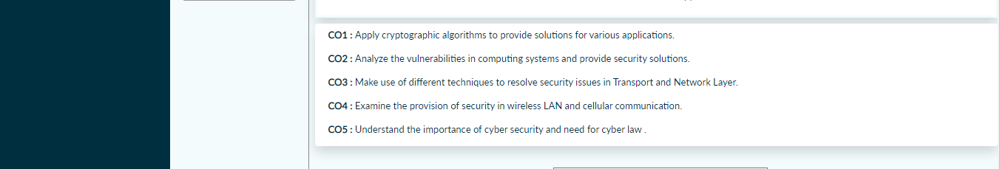 CO1 : Apply cryptographic algorithms to provide solutions for various applications.
CO2 : Analyze the vulnerabilities in computing systems and provide security solutions.
CO3 : Make use of different techniques to resolve security issues in Transport and Network Layer.
CO4 : Examine the provision of security in wireless LAN and cellular communication.
CO5 : Understand the importance of cyber security and need for cyber law .